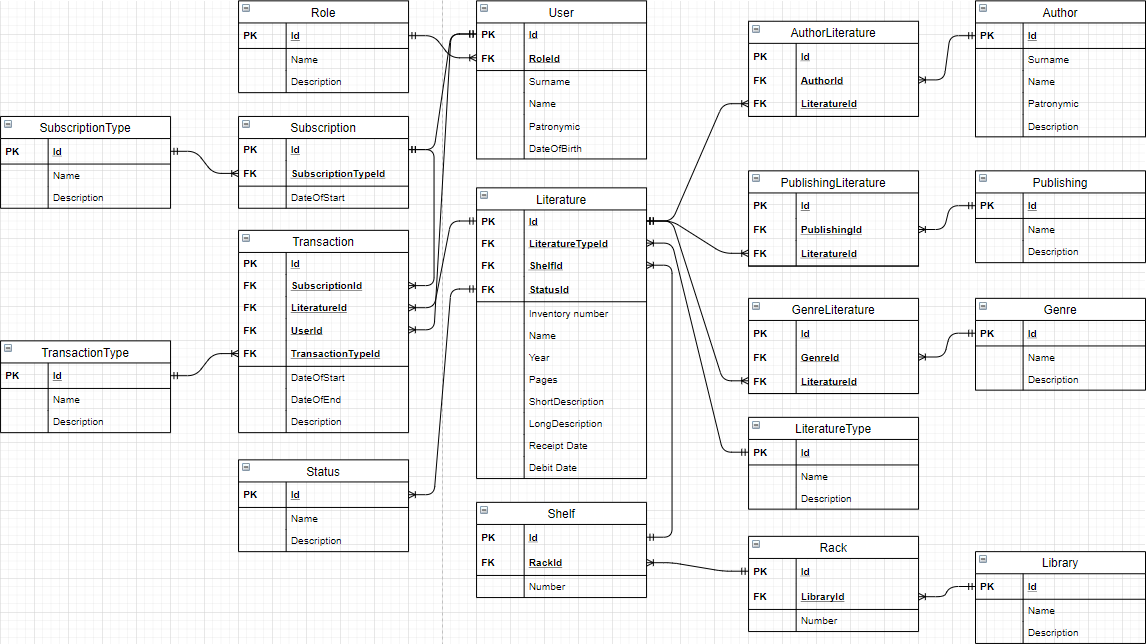 Role
PK Id
Name
Description
User
PK Id
FK RoleId
Surname
Name
Patronymic
DateOfBirth
AuthorLiterature
PK Id
FK AuthorId
FK LiteratureId
Author
PK Id
Surname
Name
Patronymic
Description
SubscriptionType
PK Id
Name
Description
Subscription
PK Id
FK SubscriptionTypeId
DateOfStart
Literature
PK Id
FK LiteratureTypeId
FK ShelfId
FK StatusId
Inventory number
Name
Year
Pages
ShortDescription
LongDescription
Receipt Date
Debit Date
PublishingLiterature
PK Id
FK PublishingId
FK LiteratureId
Publishing
PK Id
Name
Description
Transaction
PK Id
FK SubscriptionId
FK LiteratureId
FK UserId
FK TransactionTypeId
DateOfStart
DateOfEnd
Description
GenreLiterature
PK Id
FK GenreId
FK LiteratureId
Genre
PK Id
Name
Description
TransactionType
PK Id
Name
Description
LiteratureType
PK Id
Name
Description
Status
PK Id
Name
Description
Shelf
PK Id
FK RackId
Number
Rack
PK Id
FK LibraryId
Number
Library
PK Id
Name
Description